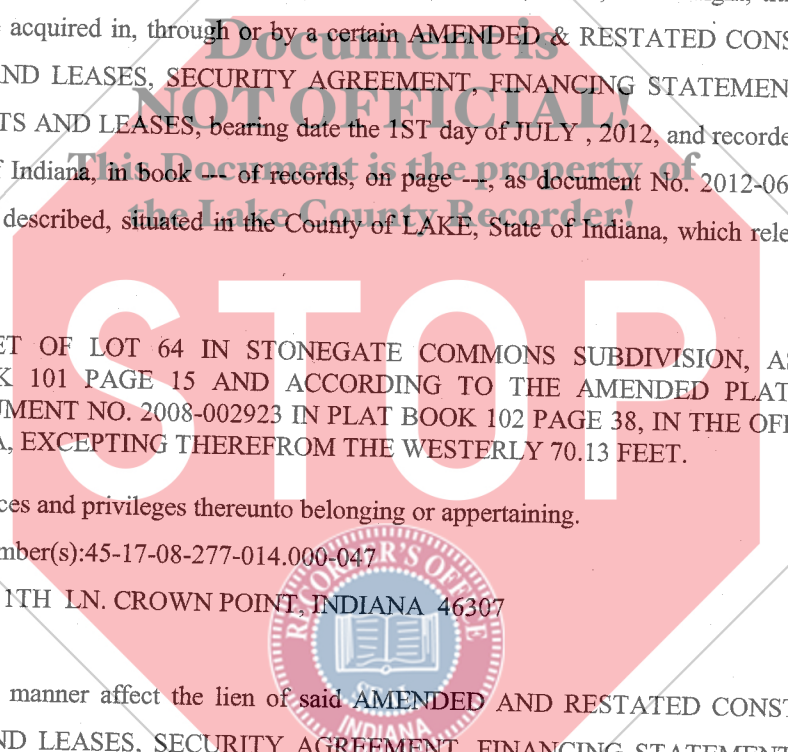 acquired in, through or by a certain AMENDED & RESTATED CONS
Document is
ND LEASES, SECURITY AGREEMENT, FINANCING STATEMEN
NOT OFFICIAL!
TS AND LEASES, bearing date the 1ST day of JULY , 2012, and recorde
This Document is the property of
f Indiana, in book --- of records, on page ---, as document No. 2012-06
the Lake County Recorder!
described, situated in the County of LAKE, State of Indiana, which rele
STOP
ET OF LOT 64 IN STONEGATE COMMONS SUBDIVISION, AS
K 101 PAGE 15 AND ACCORDING TO THE AMENDED PLAT
UMENT NO. 2008-002923 IN PLAT BOOK 102 PAGE 38, IN THE OFF
A, EXCEPTING THEREFROM THE WESTERLY 70.13 FEET.
ces and privileges thereunto belonging or appertaining.
mber(s):45-17-08-277-014.000-047
1TH LN. CROWN POINT, INDIANA 46307
RECORDER'S OFFICE
SEAL
INDIANA
manner affect the lien of said AMENDED AND RESTATED CONST
ND LEASES, SECURITY AGREEMENT, FINANCING STATEMENT